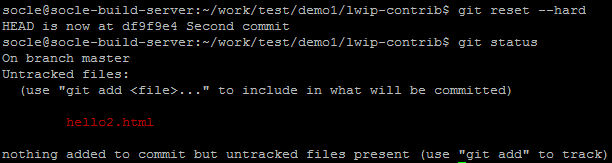 socle@socle-build-server:~/work/test/demo1/lwip-contrib$ git reset --hard
HEAD is now at df9f9e4 Second commit
socle@socle-build-server:~/work/test/demo1/lwip-contrib$ git status
On branch master
Untracked files:
(use "git add <file>..." to include in what will be committed)
hello2.html
nothing added to commit but untracked files present (use "git add" to track)